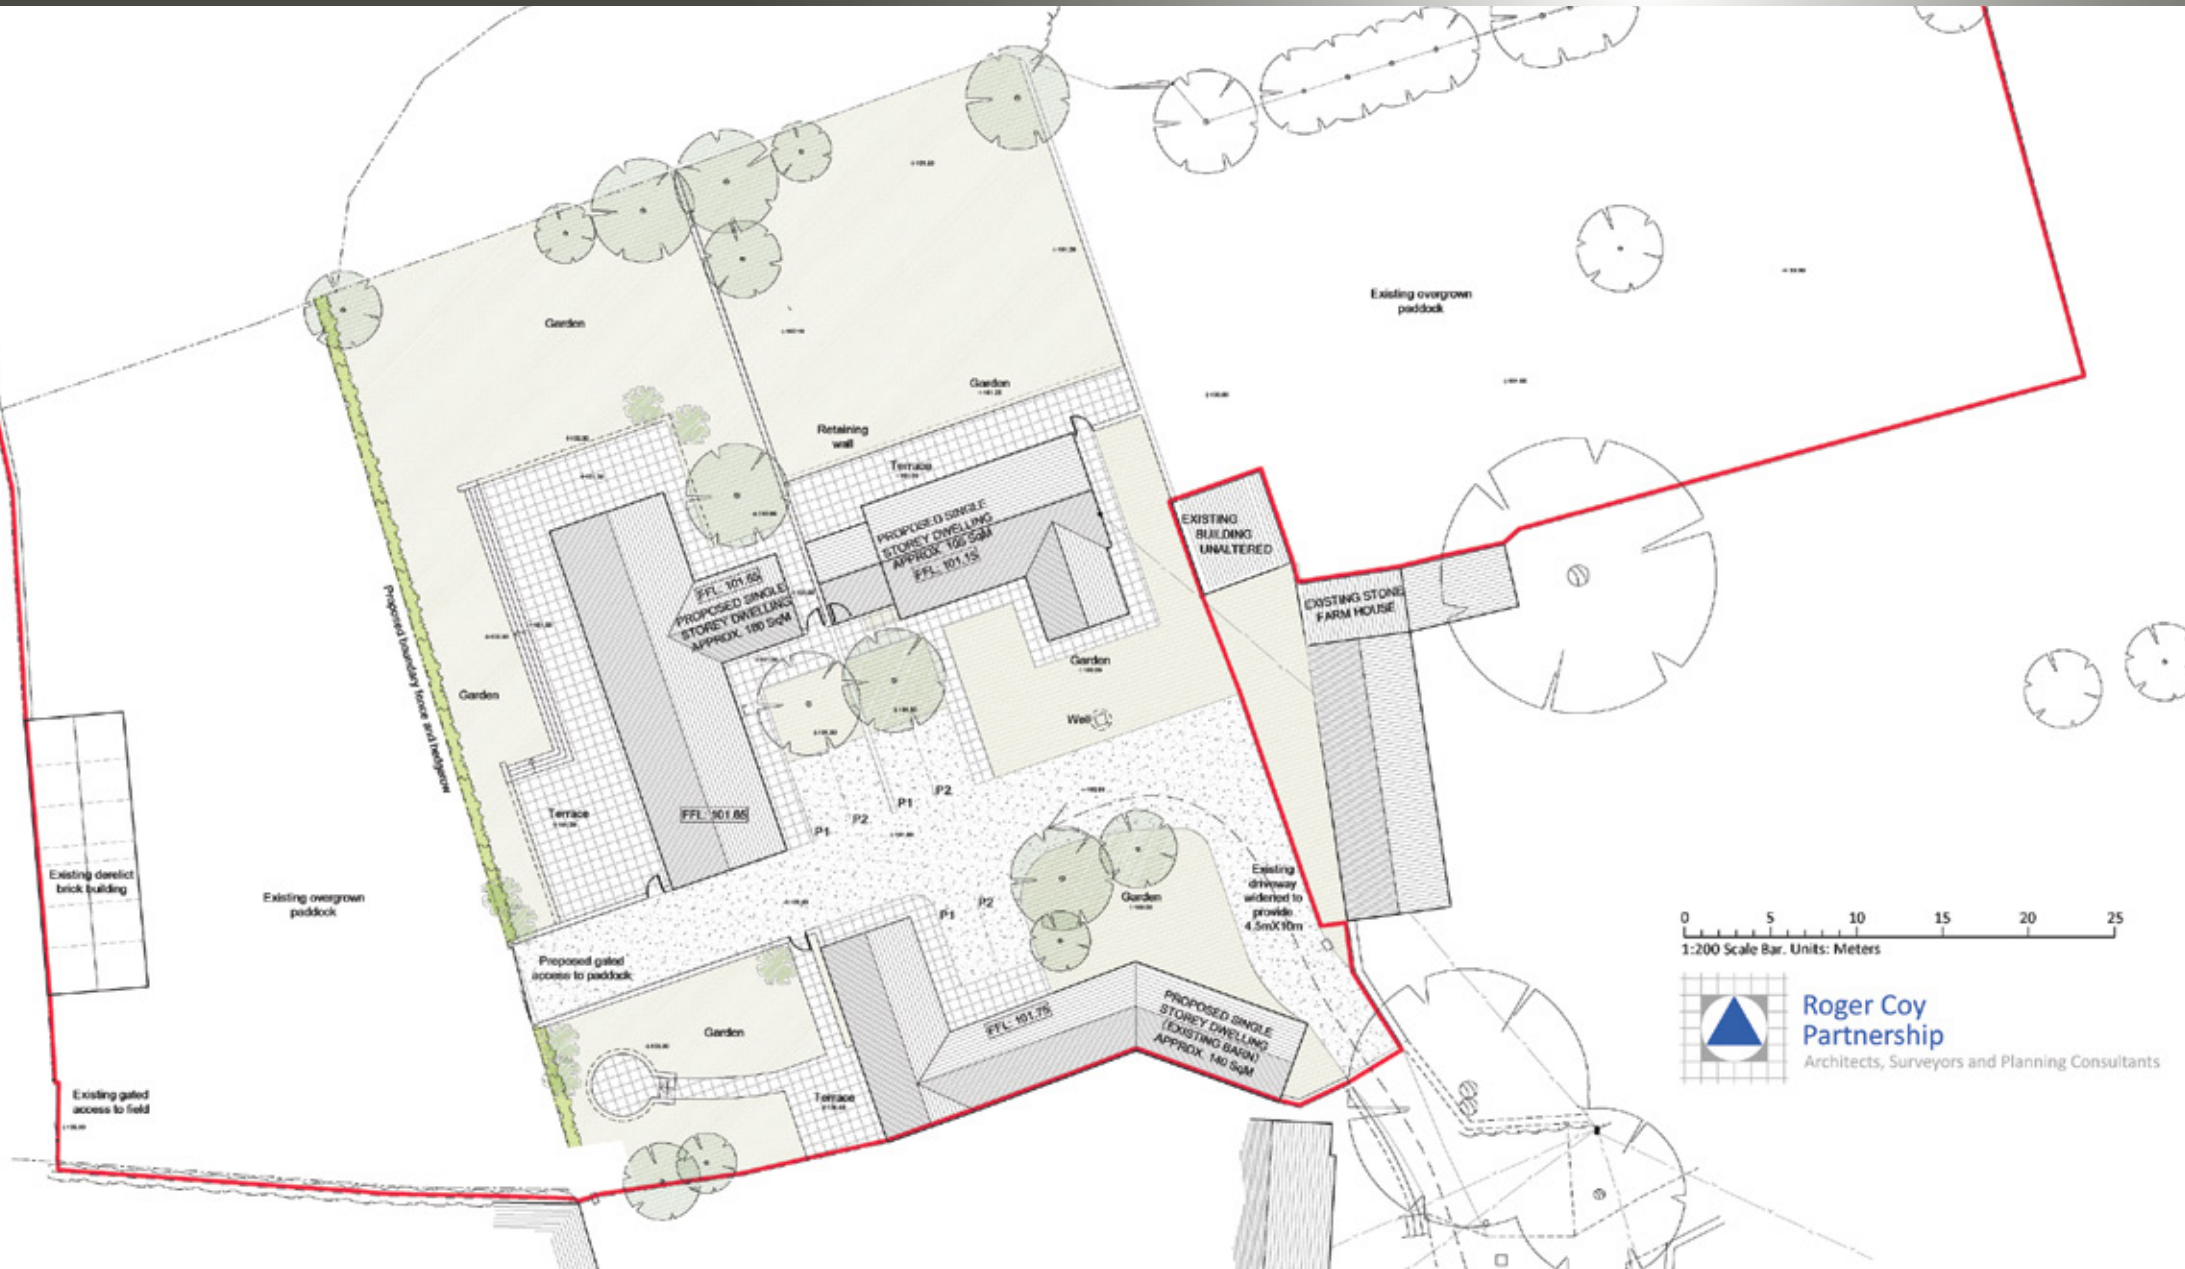 Garden
Existing overgrown
paddock
Garden
Retaining
wall
Terrace
PROPOSED SINGLE
STOREY DWELLING
FFL. 101.15
EXISTING
BUILDING
UNALTERED
EXISTING STONE
FARM HOUSE
FFL. 101.65
PROPOSED SINGLE
STOREY DWELLING
APPROX. 180 SqM
Proposed boundary fence and hedgerow
Garden
Garden
Well
Terrace
FFL. 101.65
P1
P2
P1
P2
Existing derelict
brick building
Existing overgrown
paddock
P1
P2
Garden
Existing
driveway
widened to
provide
4.5mX10m
Proposed gated
access to paddock
Garden
FFL. 101.75
PROPOSED SINGLE
STOREY DWELLING
(EXISTING BARN)
APPROX. 140 SqM
Terrace
Existing gated
access to field
0 5 10 15 20 25
1:200 Scale Bar. Units: Meters
Roger Coy
Partnership
Architects, Surveyors and Planning Consultants